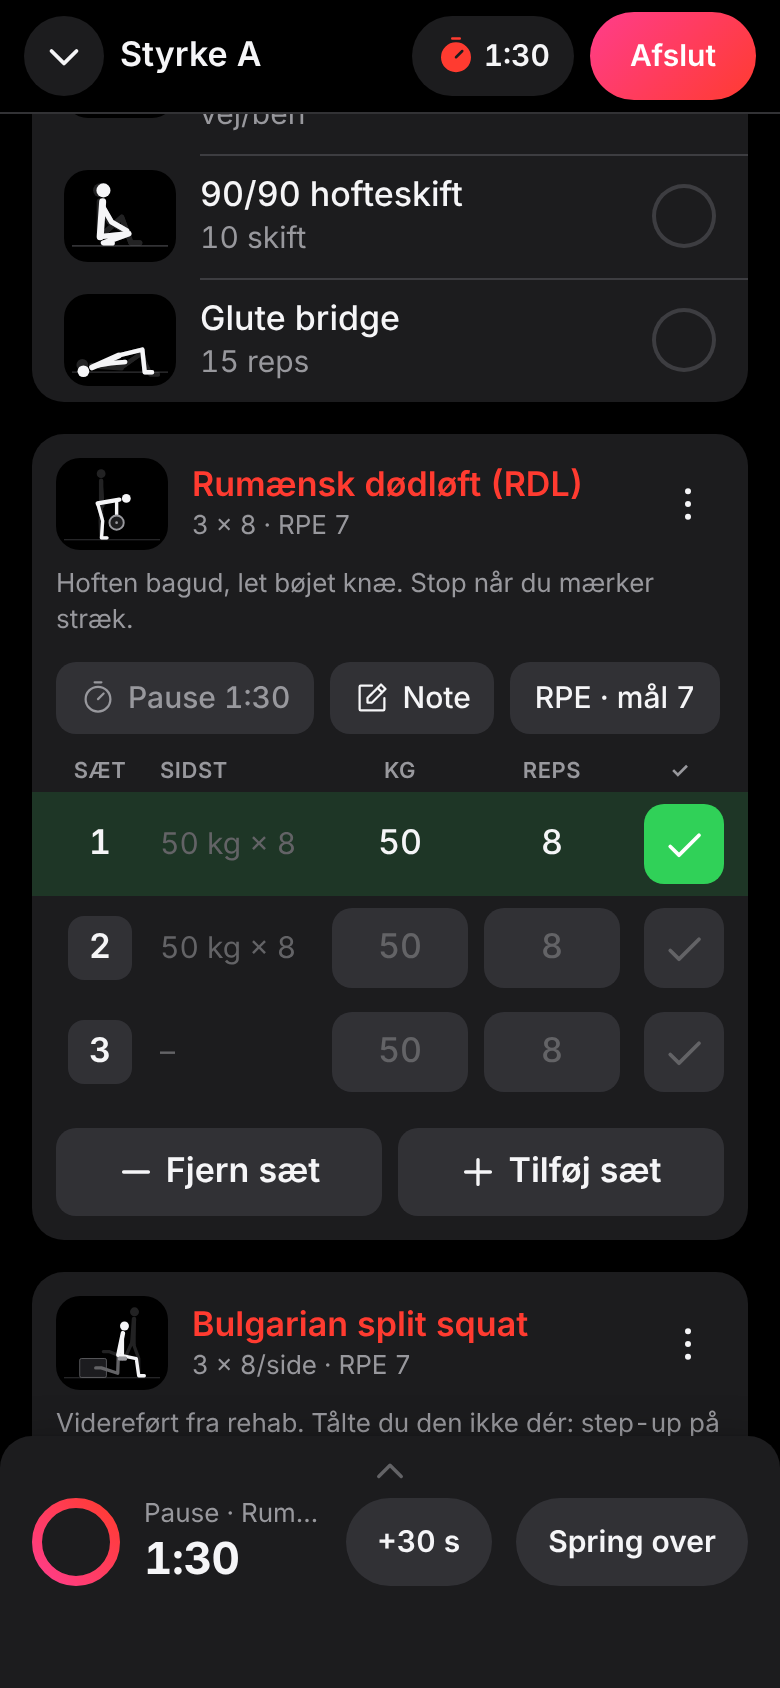 Styrke A
1:30
Afslut
vej/ben
90/90 hofteskift
10 skift
Glute bridge
15 reps
Rumænsk dødløft (RDL)
3 × 8 · RPE 7
Hoften bagud, let bøjet knæ. Stop når du mærker
stræk.
Pause 1:30
Note
RPE · mål 7
SÆT SIDST KG REPS ✓
1 50 kg × 8 50 8
2 50 kg × 8 50 8
3 – 50 8
− Fjern sæt
+ Tilføj sæt
Bulgarian split squat
3 × 8/side · RPE 7
Videreført fra rehab. Tålte du den ikke dér: step-up på
Pause · Rum...
1:30
+30 s
Spring over